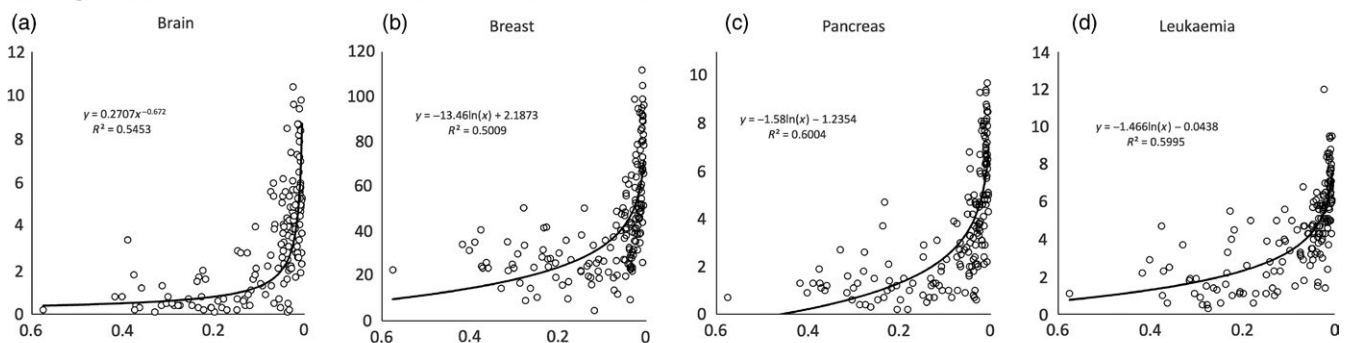 (a) Brain
12
10
8
6
4
2
0
0.6 0.4 0.2 0
y = 0.2707x^−0.672
R² = 0.5453
(b) Breast
120
100
80
60
40
20
0
0.6 0.4 0.2 0
y = −13.46ln(x) + 2.1873
R² = 0.5009
(c) Pancreas
10
8
6
4
2
0
0.6 0.4 0.2 0
y = −1.58ln(x) − 1.2354
R² = 0.6004
(d) Leukaemia
14
12
10
8
6
4
2
0
0.6 0.4 0.2 0
y = −1.466ln(x) − 0.0438
R² = 0.5995